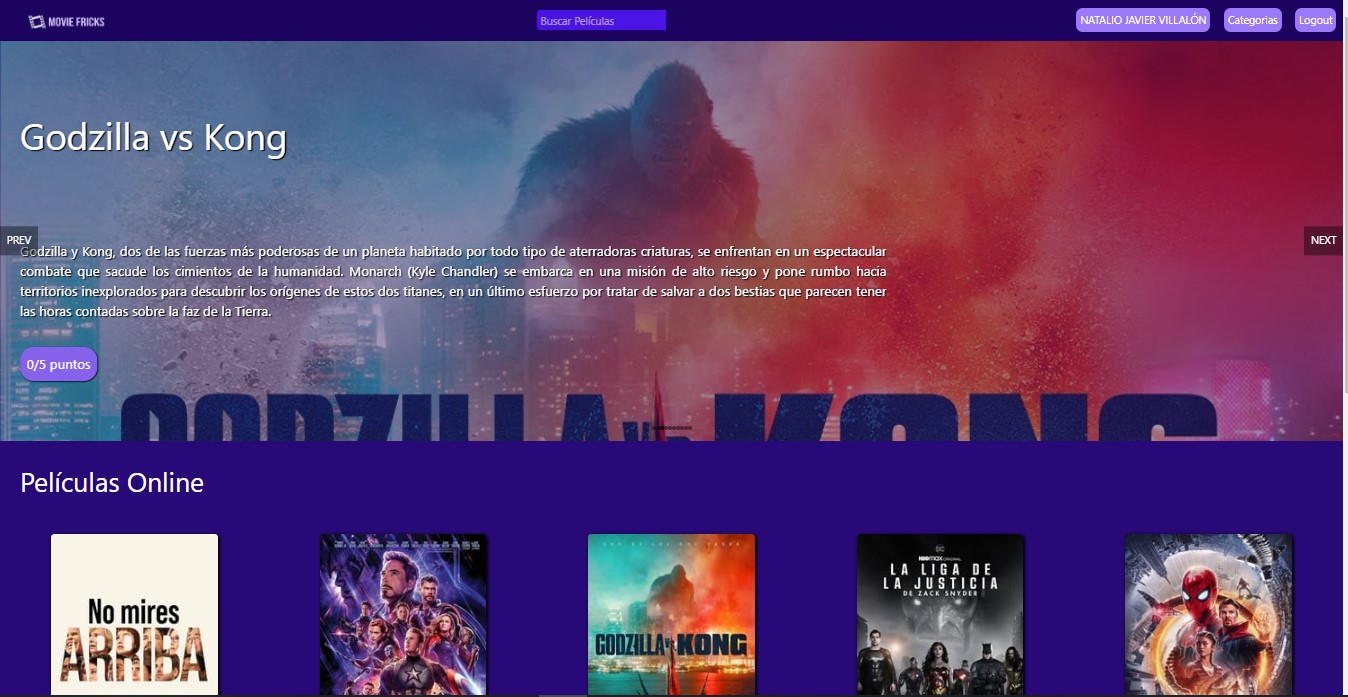 MOVIE FRICKS
Buscar Películas
NATALIO JAVIER VILLALÓN
Categorias
Logout
Godzilla vs Kong
PREV
NEXT
Godzilla y Kong, dos de las fuerzas más poderosas de un planeta habitado por todo tipo de aterradoras criaturas, se enfrentan en un espectacular
combate que sacude los cimientos de la humanidad. Monarch (Kyle Chandler) se embarca en una misión de alto riesgo y pone rumbo hacia
territorios inexplorados para descubrir los orígenes de estos dos titanes, en un último esfuerzo por tratar de salvar a dos bestias que parecen tener
las horas contadas sobre la faz de la Tierra.
0/5 puntos
GODZILLA vs KONG
Películas Online
No mires
ARRIBA
GODZILLA vs KONG
DC
HBOmax ORIGINAL
LA LIGA DE
LA JUSTICIA
DE ZACK SNYDER